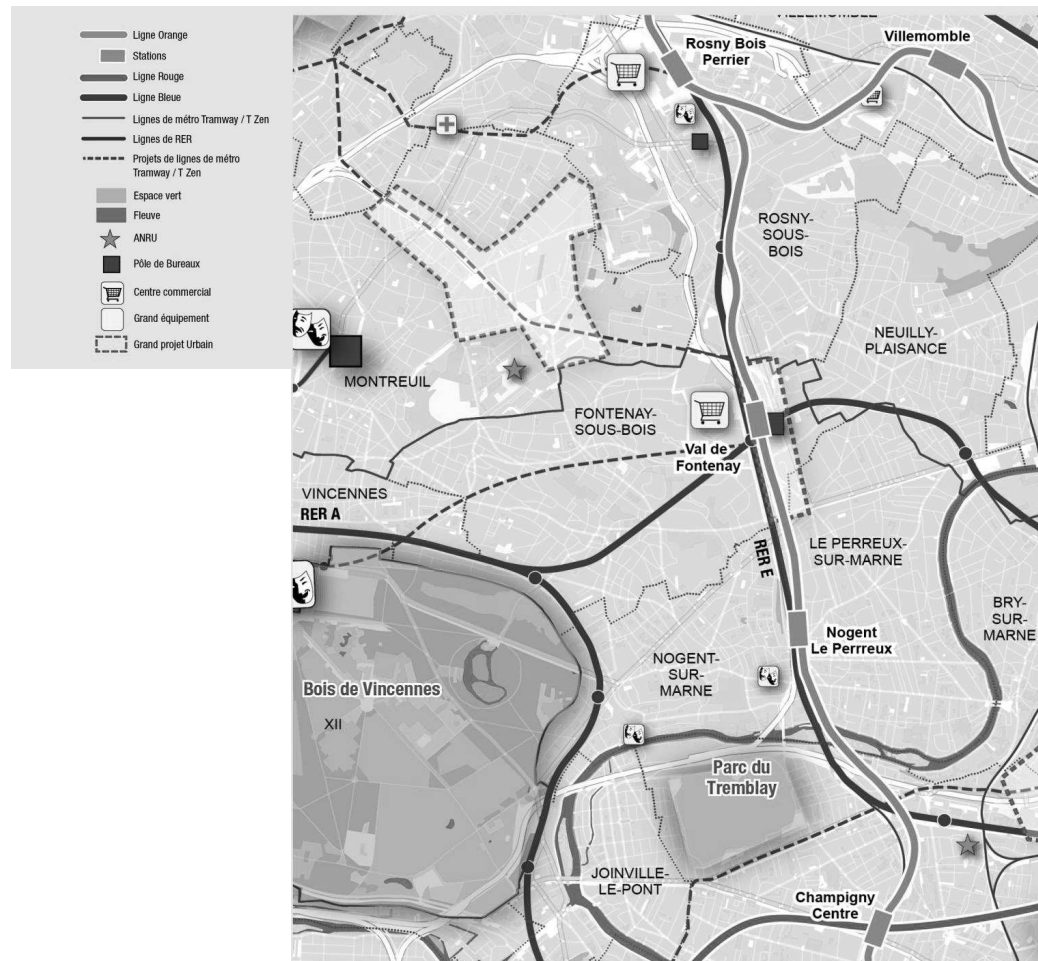 Ligne Orange
Stations
Ligne Rouge
Ligne Bleue
Lignes de métro Tramway / T Zen
Lignes de RER
Projets de lignes de métro
Tramway / T Zen
Espace vert
Fleuve
ANRU
Pôle de Bureaux
Centre commercial
Grand équipement
Grand projet Urbain
VILLEMOMBLE
Rosny Bois
Perrier
Villemomble
ROSNY-
SOUS-
BOIS
NEUILLY-
PLAISANCE
MONTREUIL
FONTENAY-
SOUS-BOIS
Val de
Fontenay
VINCENNES
RER A
RER E
LE PERREUX-
SUR-MARNE
BRY-
SUR-
MARNE
Nogent
Le Perrreux
NOGENT-
SUR-
MARNE
Bois de Vincennes
XII
Parc du
Tremblay
JOINVILLE-
LE-PONT
Champigny
Centre